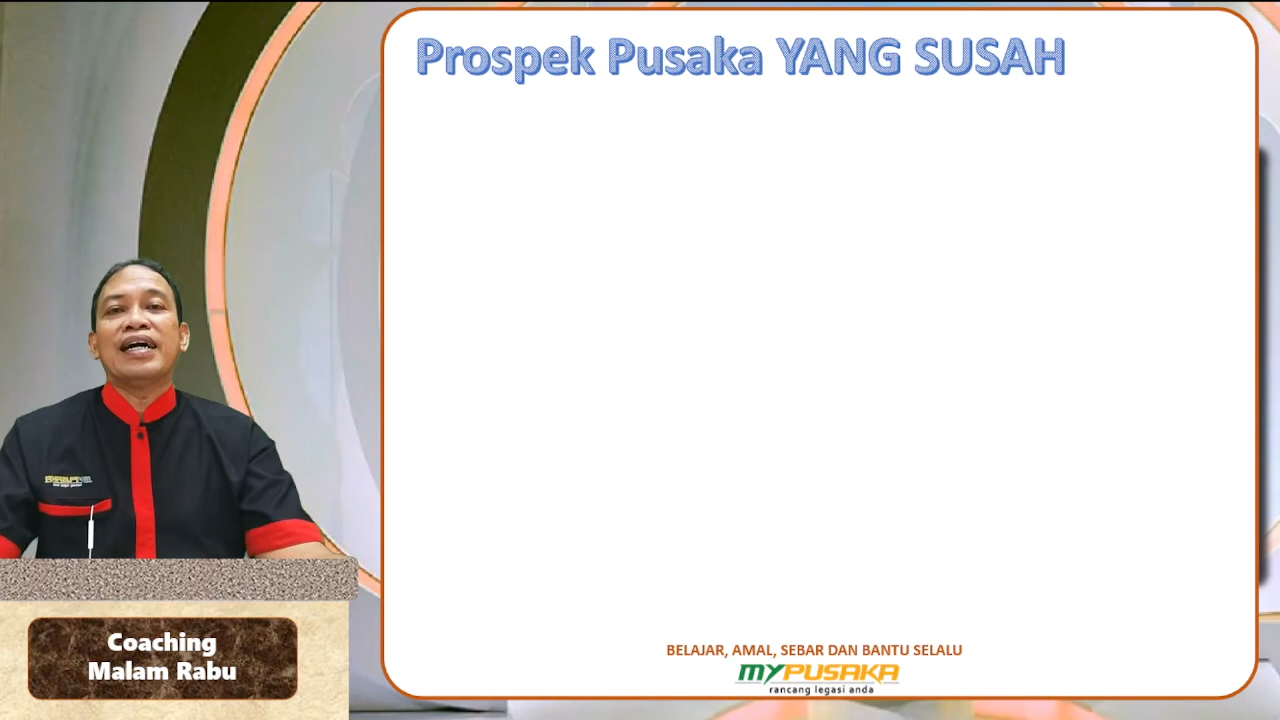 Prospek Pusaka YANG SUSAH
Coaching
Malam Rabu
BELAJAR, AMAL, SEBAR DAN BANTU SELALU
MYPUSAKA
rancang legasi anda